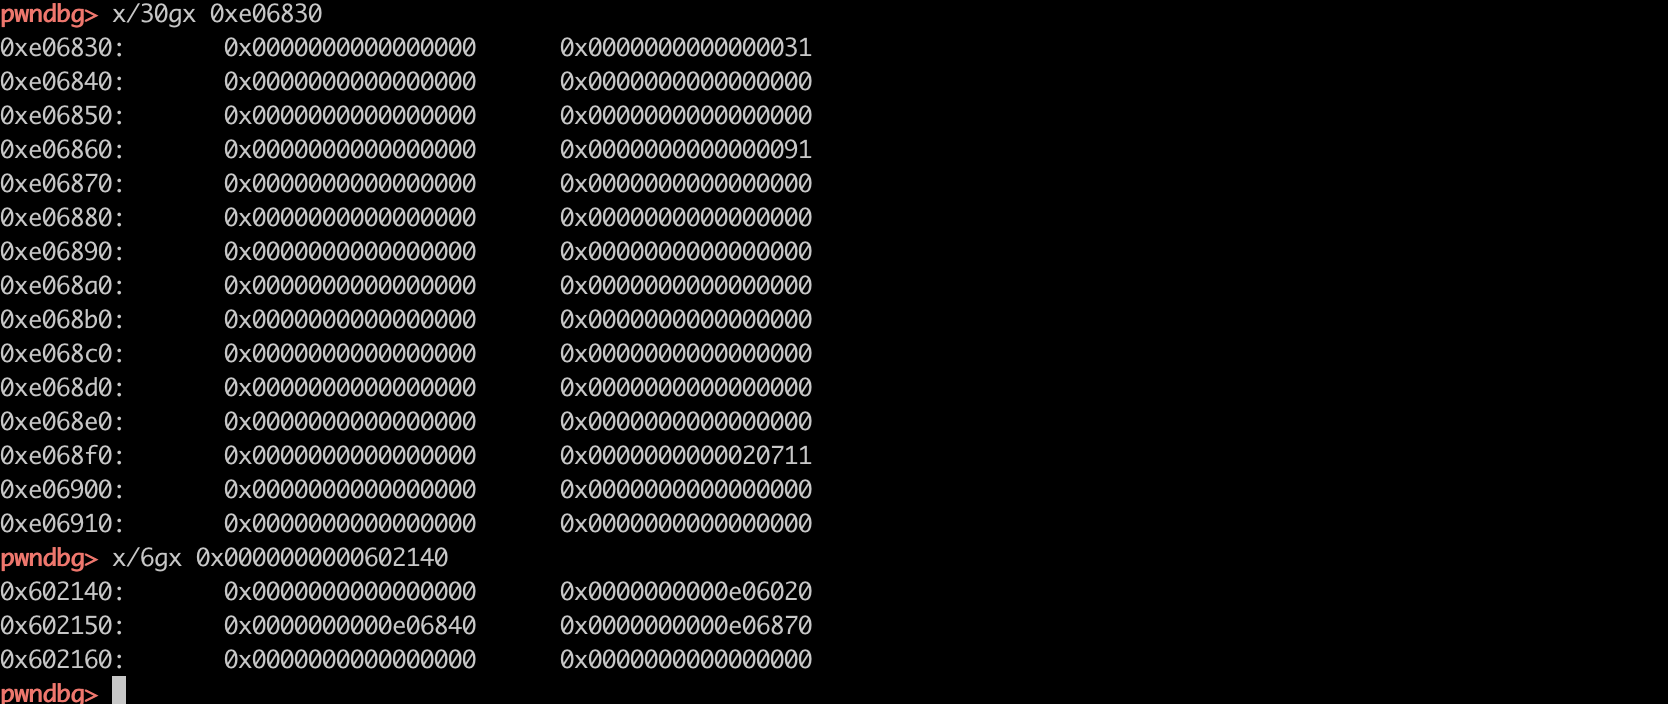 pwndbg> x/30gx 0xe06830
0xe06830: 0x0000000000000000 0x0000000000000031
0xe06840: 0x0000000000000000 0x0000000000000000
0xe06850: 0x0000000000000000 0x0000000000000000
0xe06860: 0x0000000000000000 0x0000000000000091
0xe06870: 0x0000000000000000 0x0000000000000000
0xe06880: 0x0000000000000000 0x0000000000000000
0xe06890: 0x0000000000000000 0x0000000000000000
0xe068a0: 0x0000000000000000 0x0000000000000000
0xe068b0: 0x0000000000000000 0x0000000000000000
0xe068c0: 0x0000000000000000 0x0000000000000000
0xe068d0: 0x0000000000000000 0x0000000000000000
0xe068e0: 0x0000000000000000 0x0000000000000000
0xe068f0: 0x0000000000000000 0x0000000000020711
0xe06900: 0x0000000000000000 0x0000000000000000
0xe06910: 0x0000000000000000 0x0000000000000000
pwndbg> x/6gx 0x0000000000602140
0x602140: 0x0000000000000000 0x0000000000e06020
0x602150: 0x0000000000e06840 0x0000000000e06870
0x602160: 0x0000000000000000 0x0000000000000000
pwndbg>